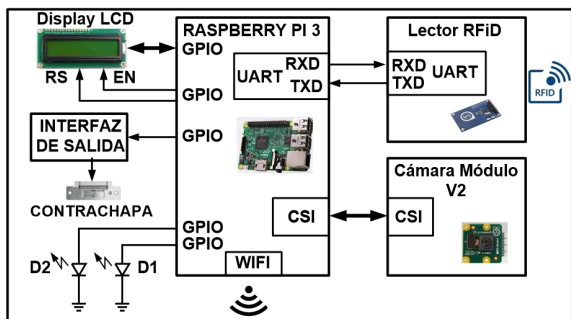 Display LCD
RS
EN
INTERFAZ
DE SALIDA
CONTRACHAPA
D2
D1
RASPBERRY PI 3
GPIO
GPIO
GPIO
GPIO
GPIO
UART
RXD
TXD
CSI
WIFI
Lector RFiD
RXD
TXD
UART
RFID
Cámara Módulo
V2
CSI